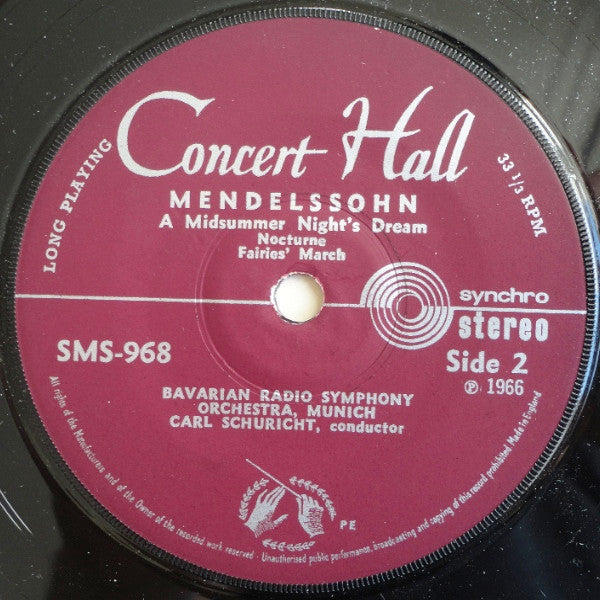 Concert Hall
LONG PLAYING
33 1/3 RPM
MENDELSSOHN
A Midsummer Night's Dream
Nocturne
Fairies' March
synchro
stereo
SMS-968
Side 2
℗ 1966
BAVARIAN RADIO SYMPHONY
ORCHESTRA, MUNICH
CARL SCHURICHT, conductor
PE
All rights of the Manufacturers and of the Owner of the recorded work reserved · Unauthorised public performance, broadcasting and copying of this record prohibited. Made in England